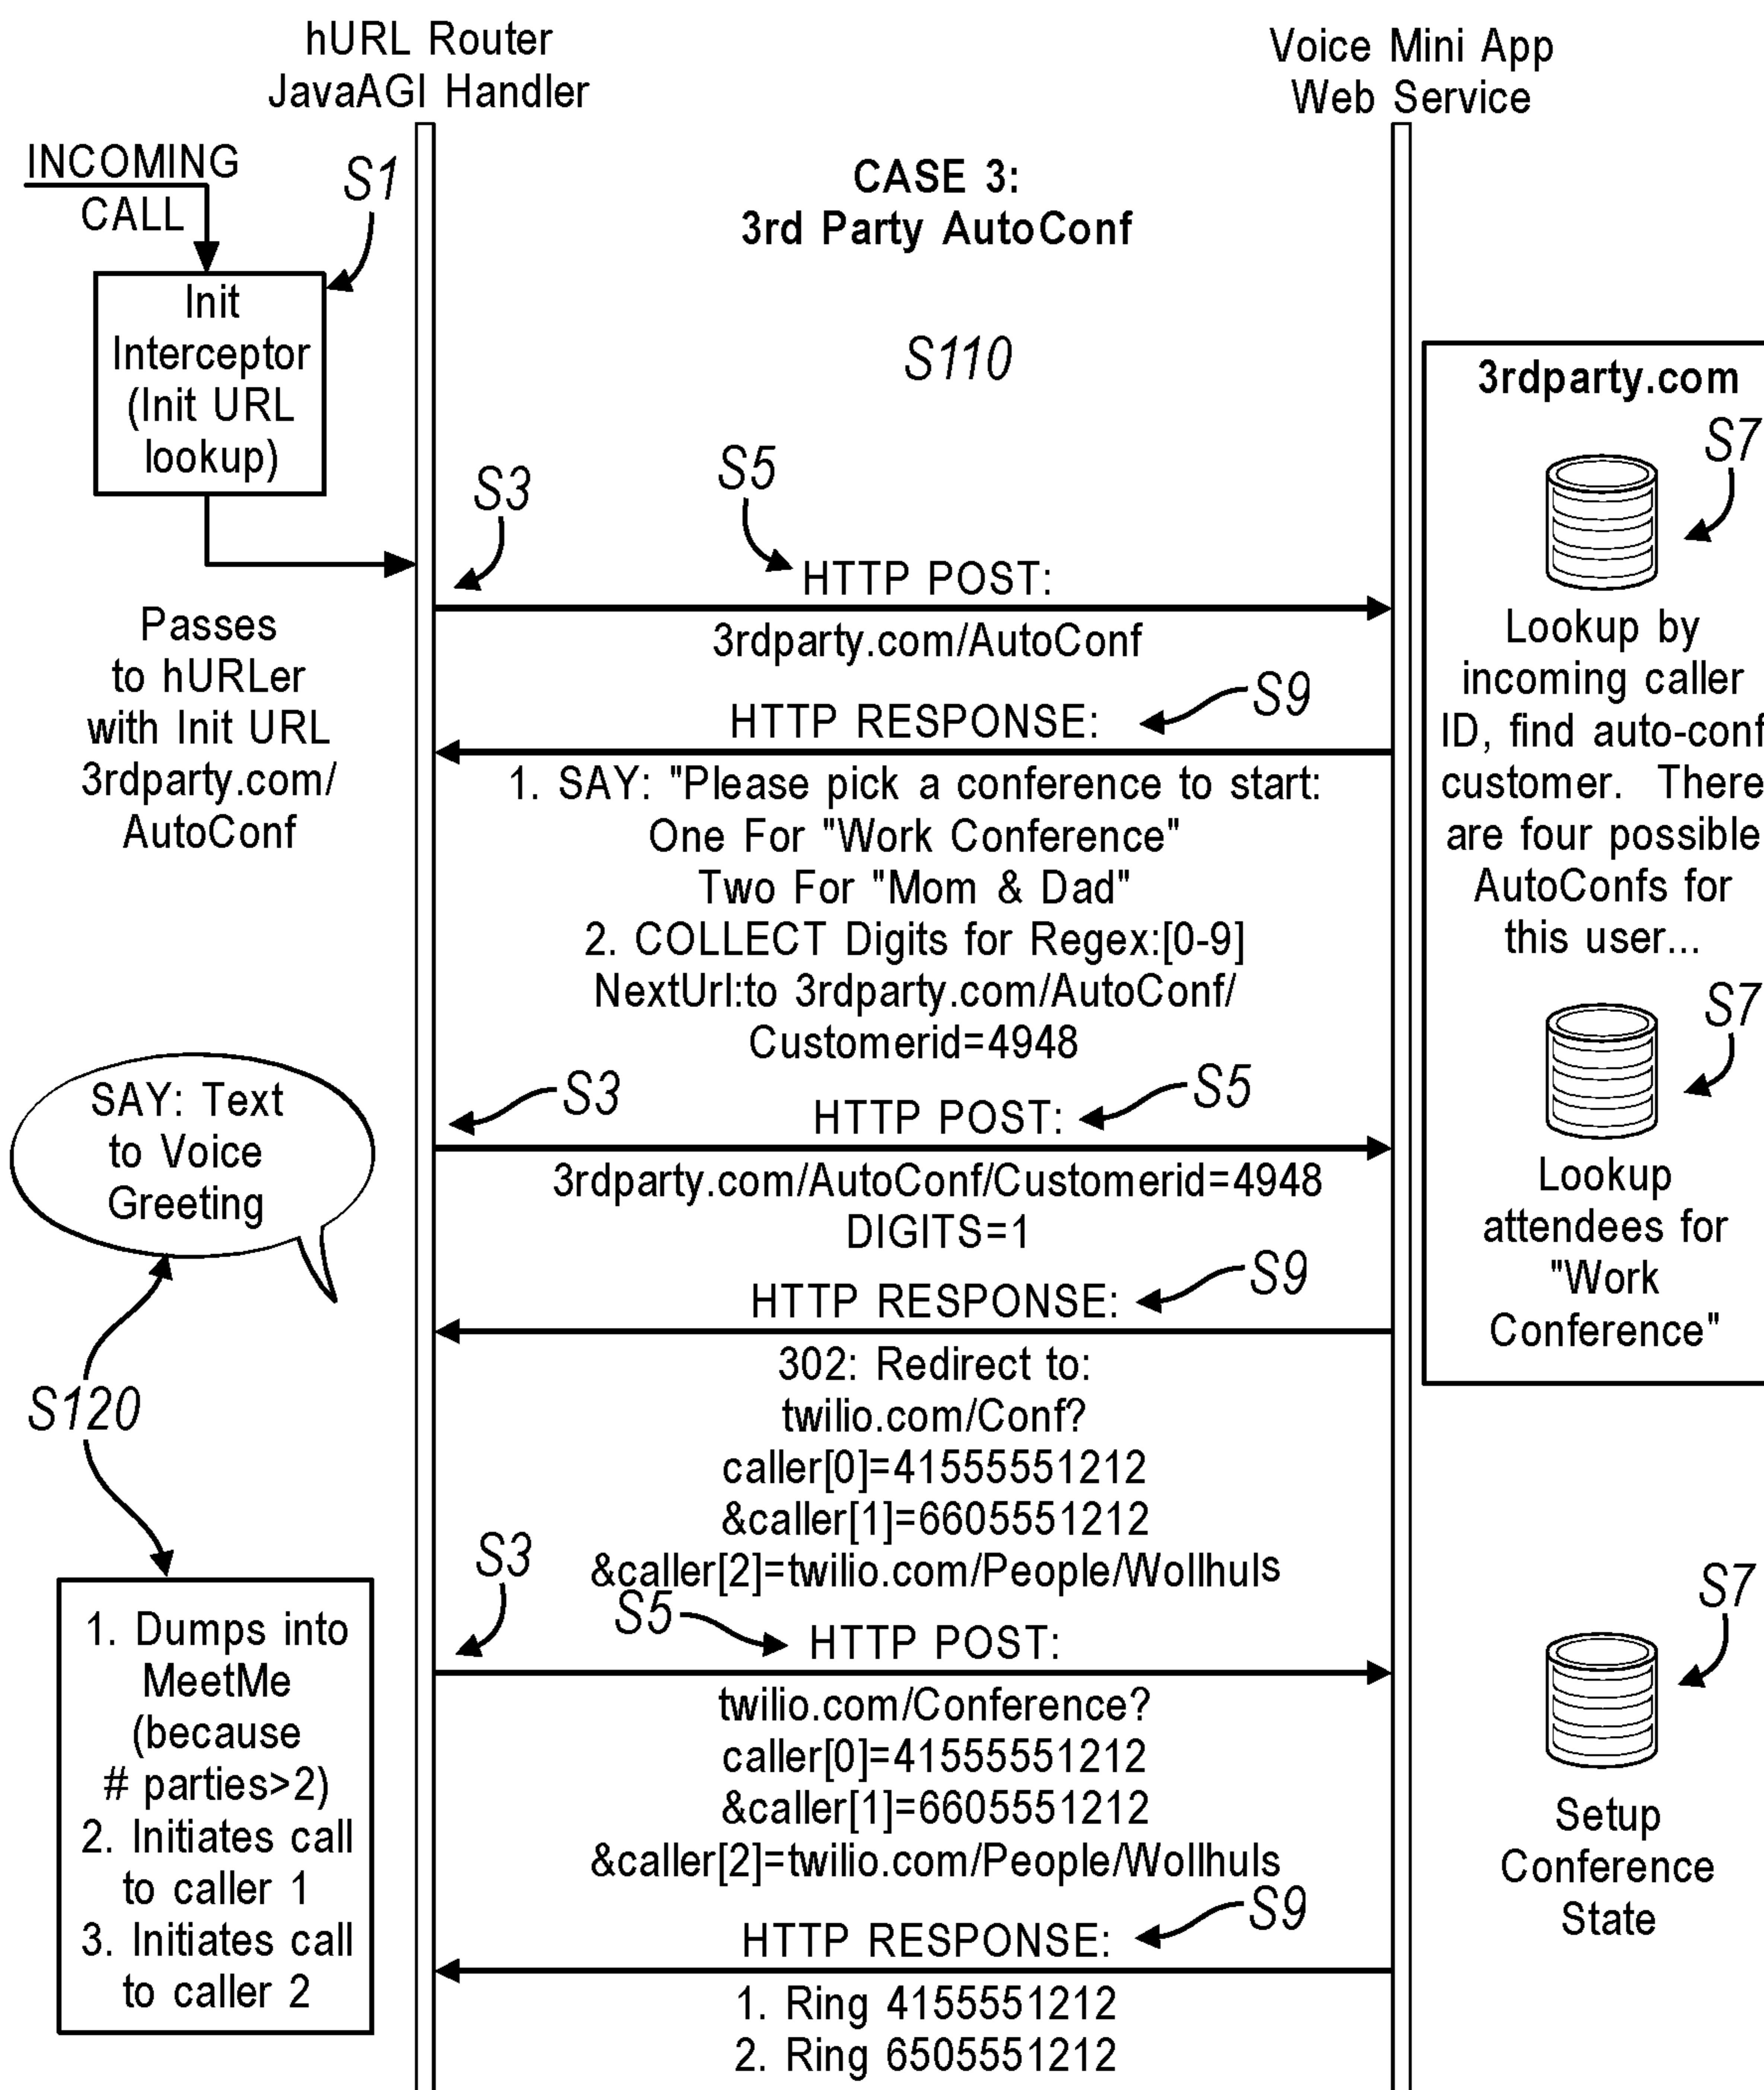 hURL Router
JavaAGI Handler
Voice Mini App
Web Service
INCOMING
CALL
S1
CASE 3:
3rd Party AutoConf
Init
Interceptor
(Init URL
lookup)
S110
3rdparty.com
S7
S3
S5
HTTP POST:
3rdparty.com/AutoConf
Passes
to hURLer
with Init URL
3rdparty.com/
AutoConf
Lookup by
incoming caller
ID, find auto-conf
customer. There
are four possible
AutoConfs for
this user...
S9
HTTP RESPONSE:
1. SAY: "Please pick a conference to start:
One For "Work Conference"
Two For "Mom & Dad"
2. COLLECT Digits for Regex:[0-9]
NextUrl:to 3rdparty.com/AutoConf/
Customerid=4948
S7
Lookup
attendees for
"Work
Conference"
SAY: Text
to Voice
Greeting
S3
S5
HTTP POST:
3rdparty.com/AutoConf/Customerid=4948
DIGITS=1
S9
HTTP RESPONSE:
302: Redirect to:
twilio.com/Conf?
caller[0]=41555551212
&caller[1]=6605551212
&caller[2]=twilio.com/People/Wollhuls
S120
S3
S5
HTTP POST:
twilio.com/Conference?
caller[0]=41555551212
&caller[1]=6605551212
&caller[2]=twilio.com/People/Wollhuls
S7
Setup
Conference
State
1. Dumps into
MeetMe
(because
# parties>2)
2. Initiates call
to caller 1
3. Initiates call
to caller 2
S9
HTTP RESPONSE:
1. Ring 4155551212
2. Ring 6505551212